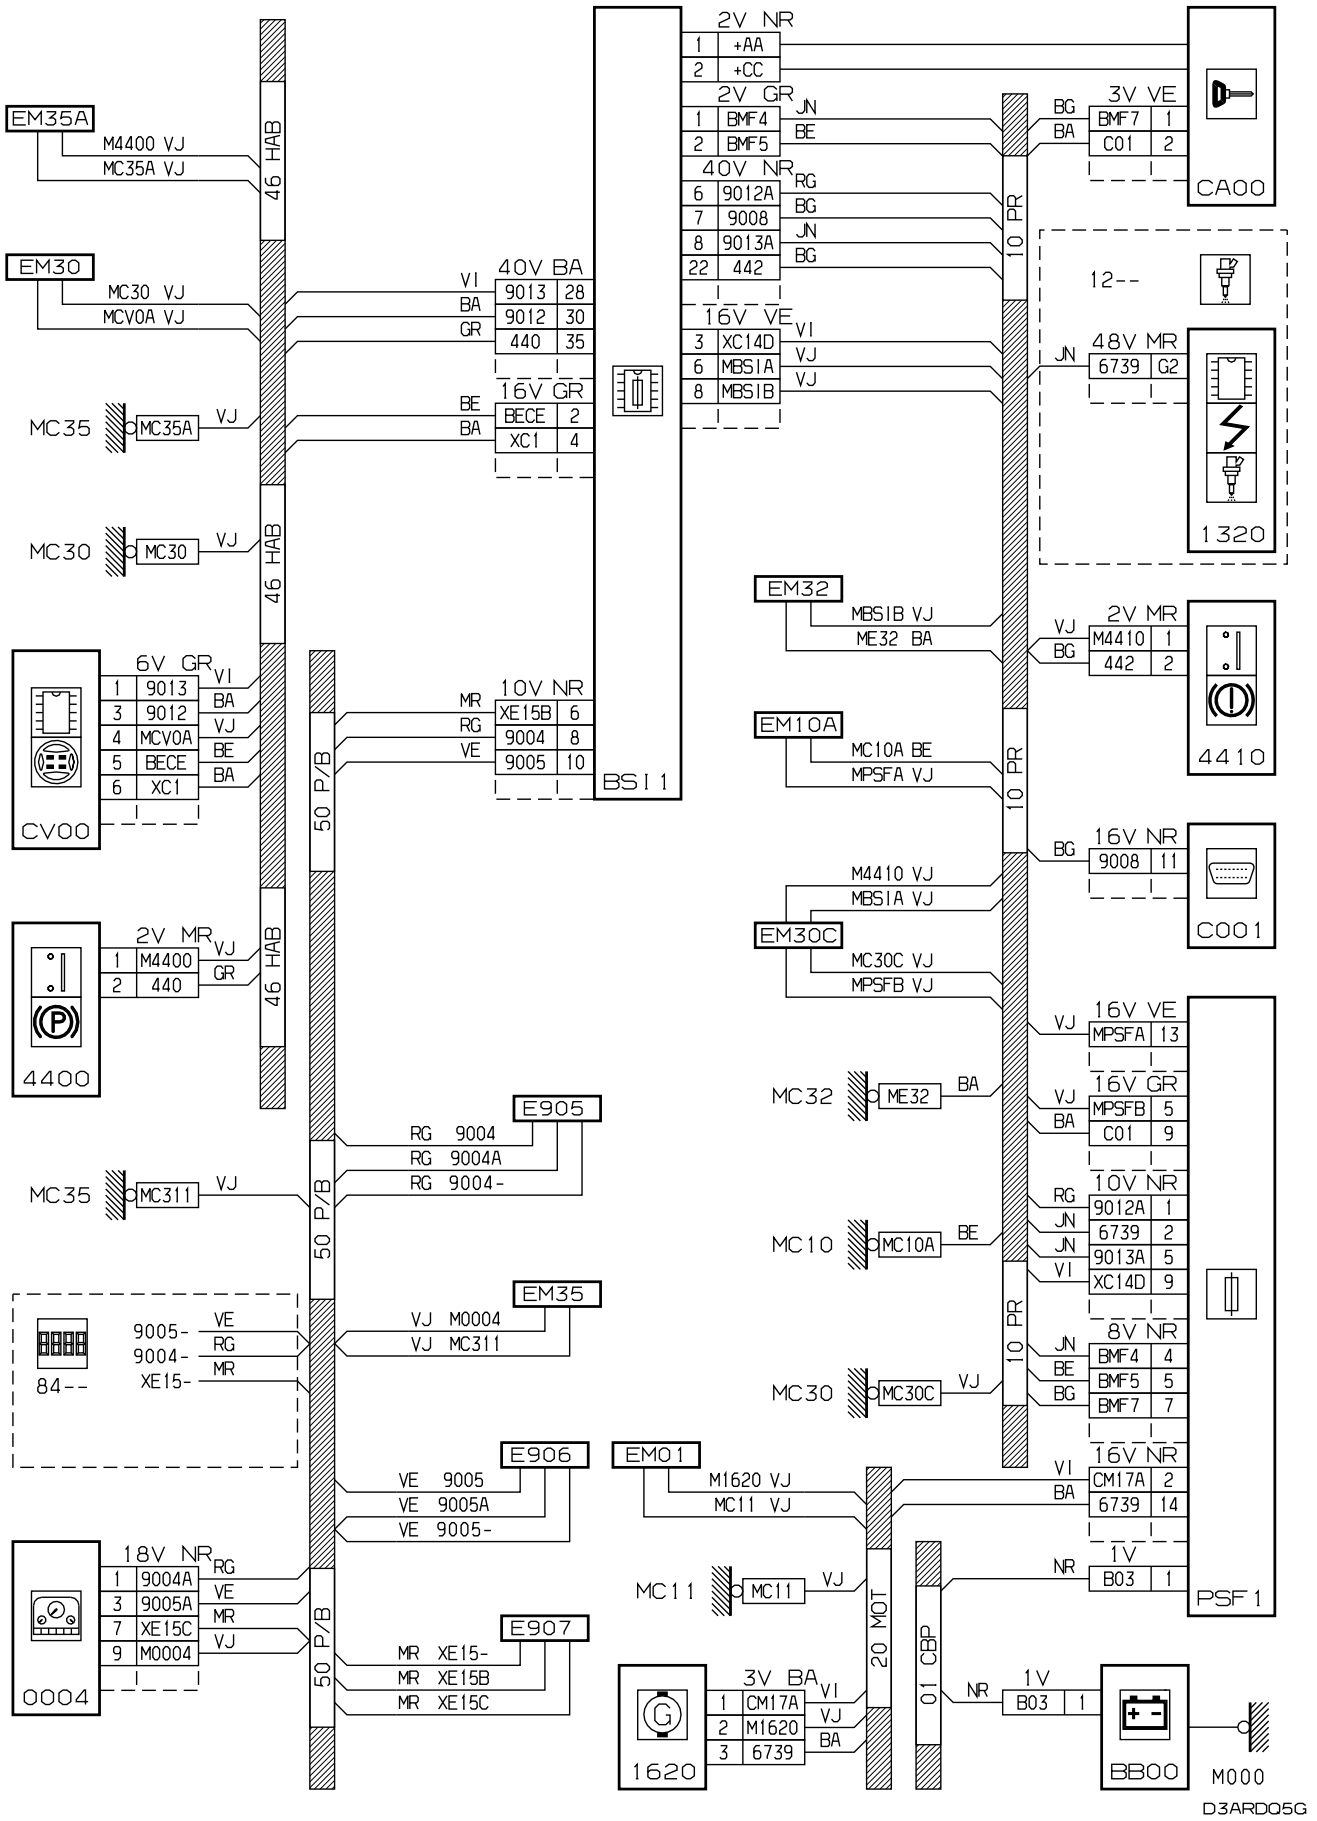 2V NR
1 +AA
2 +CC
2V GR
1 BMF4 JN
2 BMF5 BE
40V NR
6 9012A RG
7 9008 BG
8 9013A JN
22 442 BG
16V VE
3 XC14D VI
6 MBSIA VJ
8 MBSIB VJ
BSI1
3V VE
BG BMF7 1
BA C01 2
CA00
10 PR
12--
48V MR
JN 6739 G2
1320
EM35A
M4400 VJ
MC35A VJ
46 HAB
EM30
MC30 VJ
MCV0A VJ
40V BA
VI 9013 28
BA 9012 30
GR 440 35
16V GR
BE BECE 2
BA XC1 4
MC35 MC35A VJ
MC30 MC30 VJ
46 HAB
EM32
MBSIB VJ
ME32 BA
2V MR
VJ M4410 1
BG 442 2
4410
6V GR
1 9013 VI
3 9012 BA
4 MCV0A VJ
5 BECE BE
6 XC1 BA
CV00
10V NR
MR XE15B 6
RG 9004 8
VE 9005 10
50 P/B
EM10A
MC10A BE
MPSFA VJ
10 PR
16V NR
BG 9008 11
C001
M4410 VJ
MBSIA VJ
EM30C
MC30C VJ
MPSFB VJ
2V MR
1 M4400 VJ
2 440 GR
4400
46 HAB
16V VE
VJ MPSFA 13
16V GR
VJ MPSFB 5
BA C01 9
10V NR
RG 9012A 1
JN 6739 2
JN 9013A 5
VI XC14D 9
8V NR
JN BMF4 4
BE BMF5 5
BG BMF7 7
16V NR
VI CM17A 2
BA 6739 14
1V
NR B03 1
PSF1
MC32 ME32 BA
MC10 MC10A BE
MC30 MC30C VJ
10 PR
E905
RG 9004
RG 9004A
RG 9004-
MC35 MC311 VJ
50 P/B
EM35
VJ M0004
VJ MC311
9005- VE
9004- RG
XE15- MR
84--
E906
VE 9005
VE 9005A
VE 9005-
EM01
M1620 VJ
MC11 VJ
MC11 MC11 VJ
20 MOT
01 CBP
18V NR
1 9004A RG
3 9005A VE
7 XE15C MR
9 M0004 VJ
0004
50 P/B
E907
MR XE15-
MR XE15B
MR XE15C
3V BA
1 CM17A VI
2 M1620 VJ
3 6739 BA
G
1620
1V
NR B03 1
+ -
BB00
M000
D3ARDQ5G
P